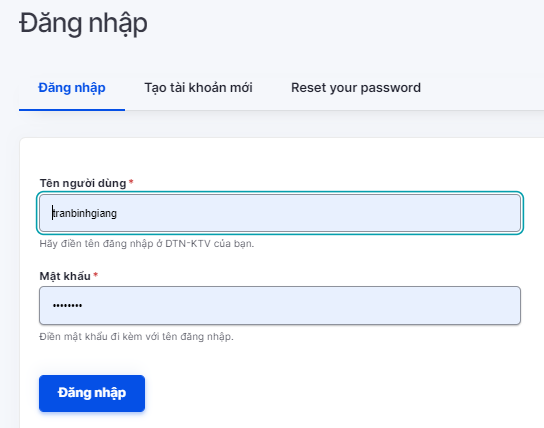 Đăng nhập
Đăng nhập Tạo tài khoản mới Reset your password
Tên người dùng *
tranbinhgiang
Hãy điền tên đăng nhập ở DTN-KTV của bạn.
Mật khẩu *
••••••••
Điền mật khẩu đi kèm với tên đăng nhập.
Đăng nhập